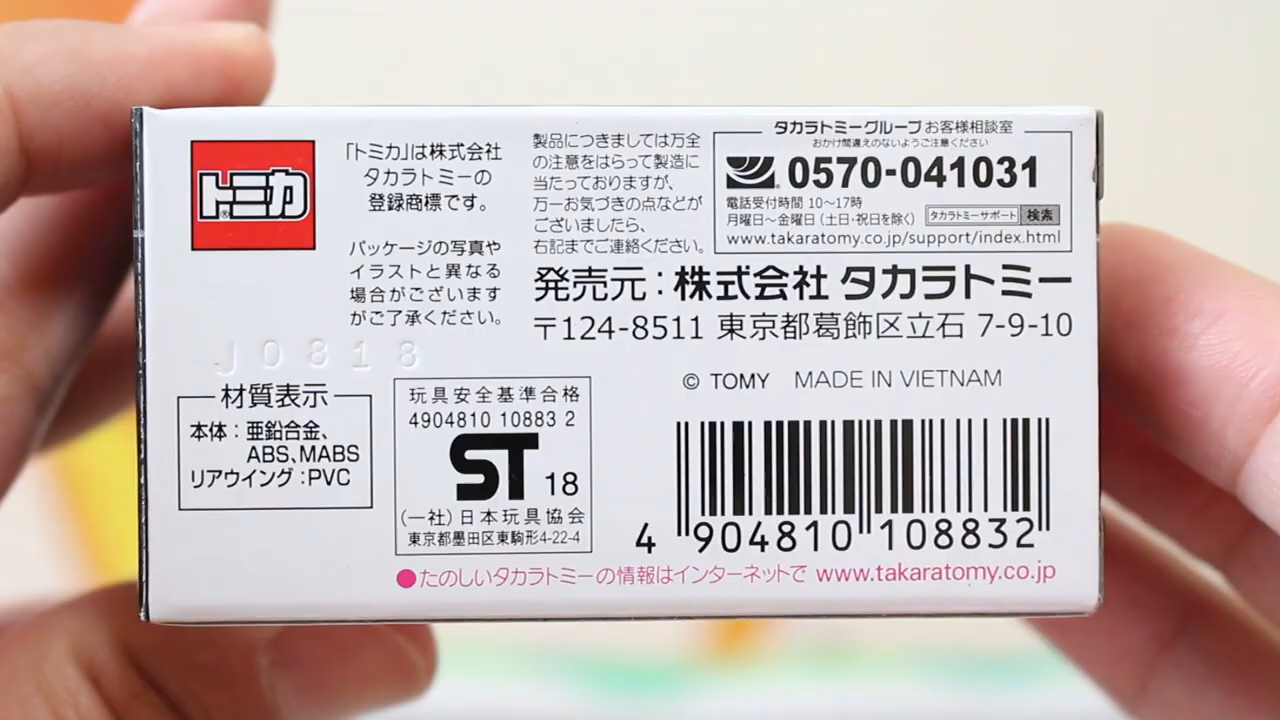 トミカ®
「トミカ」は株式会社
タカラトミーの
登録商標です。
パッケージの写真や
イラストと異なる
場合がございます
がご了承ください。
製品につきましては万全
の注意をはらって製造に
当たっておりますが、
万一お気づきの点などが
ございましたら、
右記までご連絡ください。
タカラトミーグループ お客様相談室
おかけ間違えのないようご注意ください
0570-041031
電話受付時間 10〜17時
月曜日〜金曜日（土日・祝日を除く） タカラトミーサポート 検索
www.takaratomy.co.jp/support/index.html
発売元：株式会社 タカラトミー
〒124-8511 東京都葛飾区立石 7-9-10
J0818
© TOMY MADE IN VIETNAM
材質表示
本体：亜鉛合金、
ABS、MABS
リアウイング：PVC
玩具安全基準合格
4904810 10883 2
ST 18
(一社)日本玩具協会
東京都墨田区東駒形4-22-4
4 904810 108832
●たのしいタカラトミーの情報はインターネットで www.takaratomy.co.jp